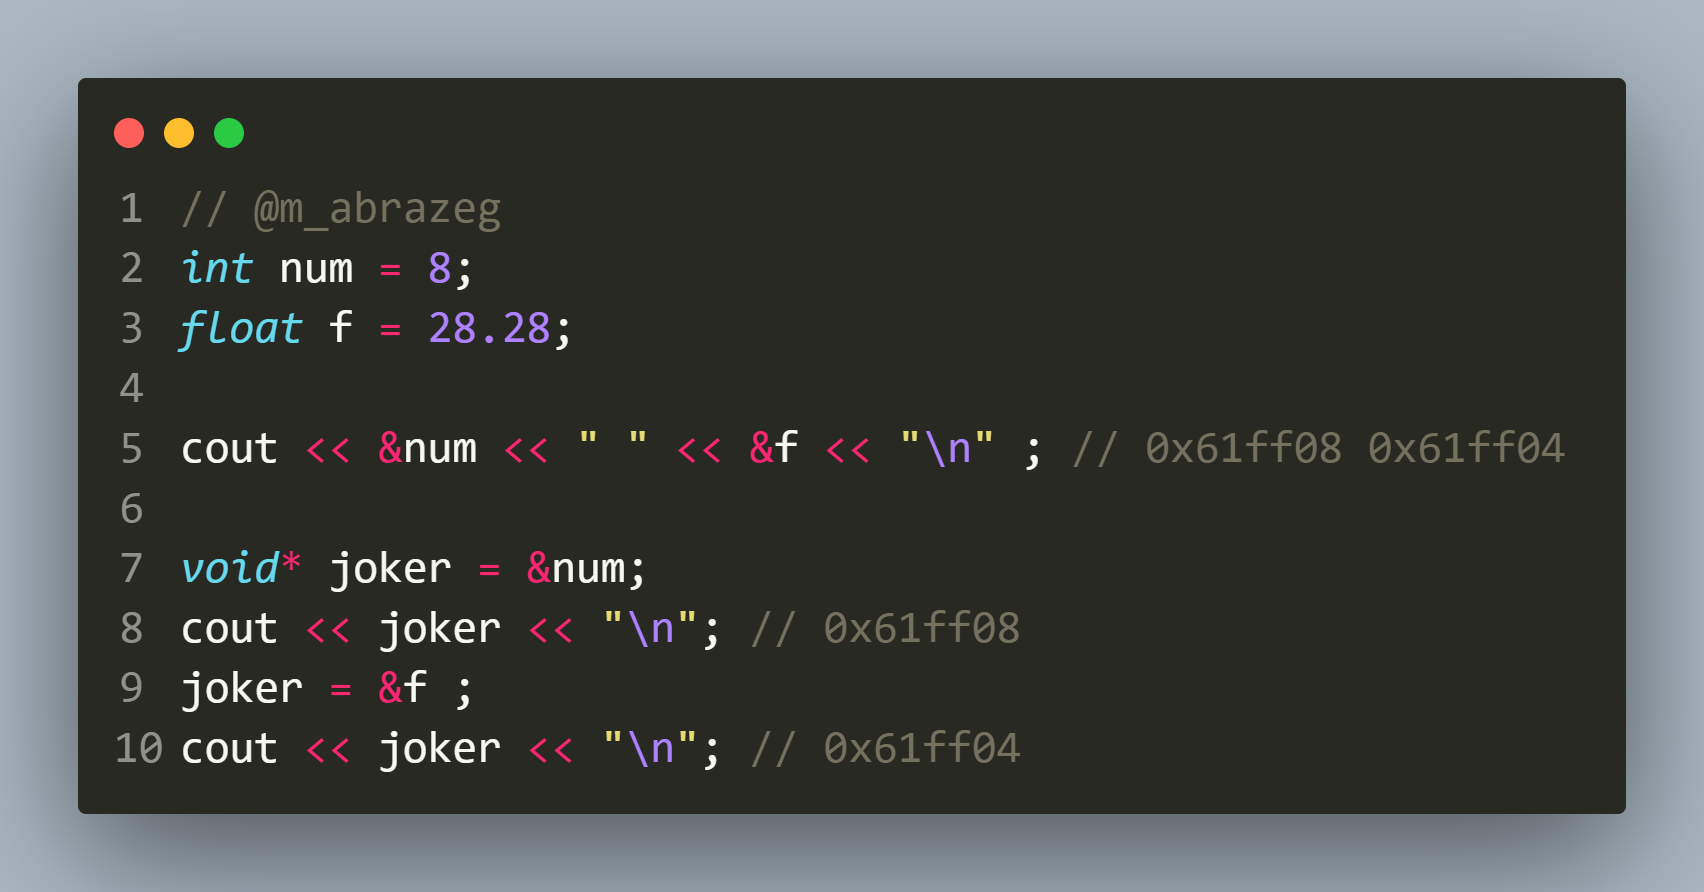 1 // @m_abrazeg
2 int num = 8;
3 float f = 28.28;
4
5 cout << &num << " " << &f << "\n" ; // 0x61ff08 0x61ff04
6
7 void* joker = &num;
8 cout << joker << "\n"; // 0x61ff08
9 joker = &f ;
10 cout << joker << "\n"; // 0x61ff04